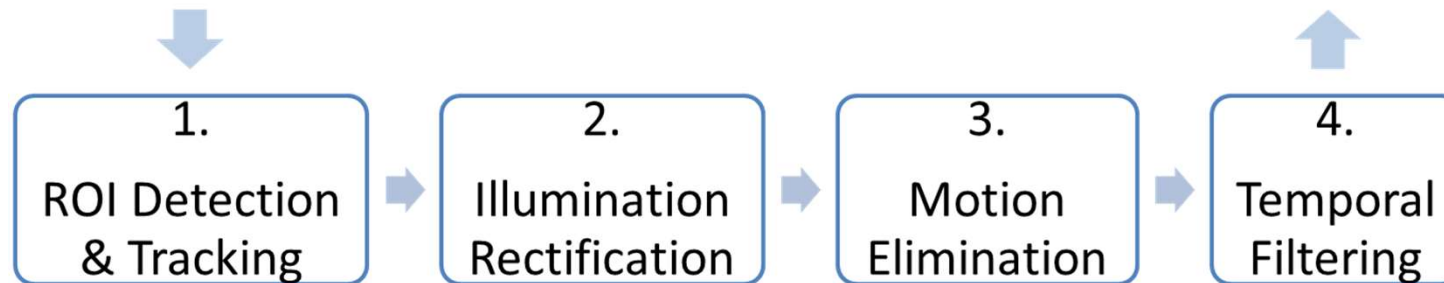 1.
ROI Detection
& Tracking
2.
Illumination
Rectification
3.
Motion
Elimination
4.
Temporal
Filtering